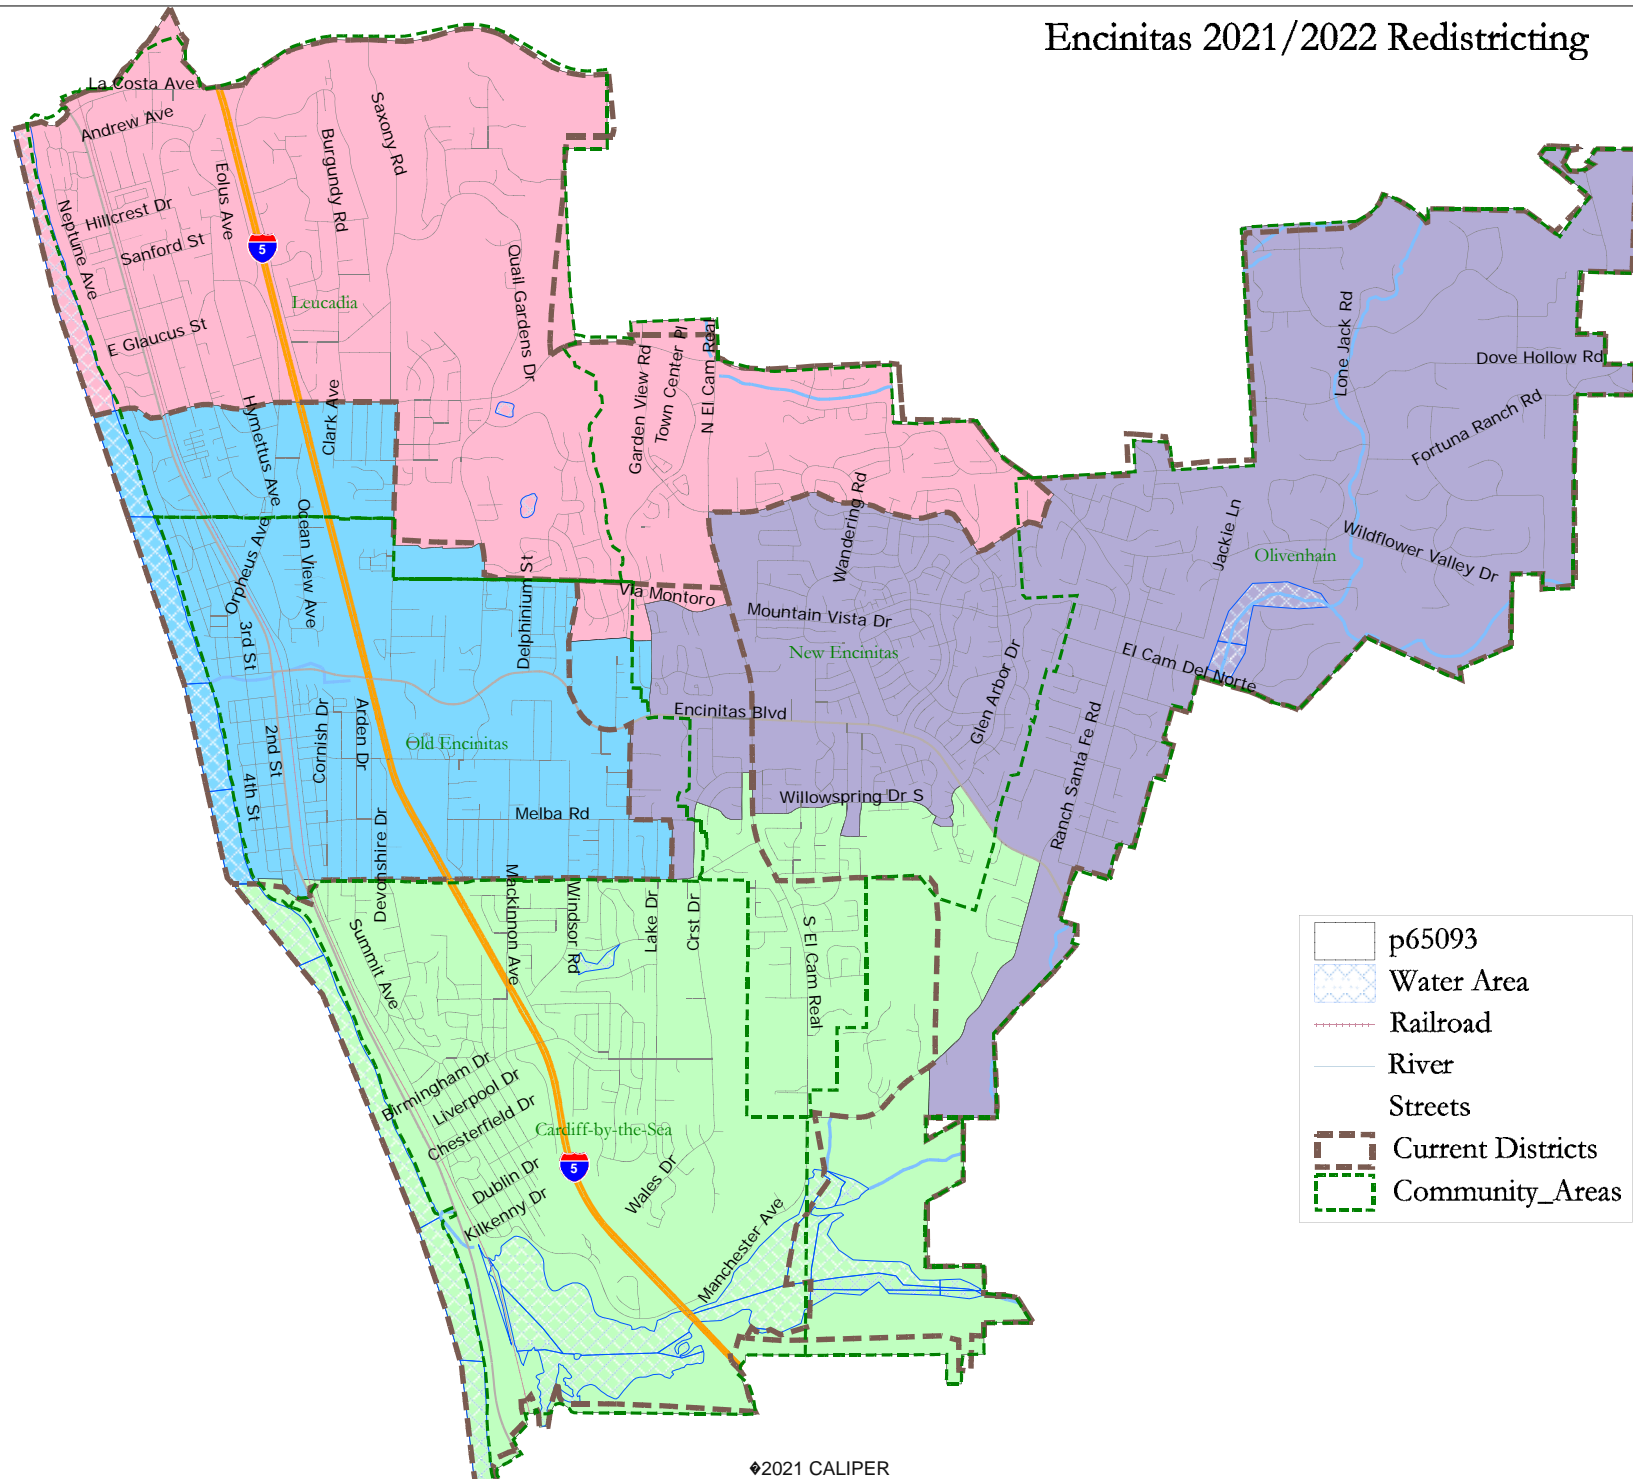 Encinitas 2021/2022 Redistricting
La Costa Ave
Andrew Ave
Saxony Rd
Burgundy Rd
Eolus Ave
Hillcrest Dr
Neptune Ave
Sanford St
5
Quail Gardens Dr
Leucadia
E Glaucus St
Garden View Rd
Town Center Pl
N El Cam Real
Lone Jack Rd
Dove Hollow Rd
Fortuna Ranch Rd
Clark Ave
Hymettus Ave
Ocean View Ave
Orpheus Ave
Wandering Rd
Jackie Ln
Wildflower Valley Dr
Olivenhain
Delphinium St
Via Montoro
Mountain Vista Dr
3rd St
New Encinitas
Glen Arbor Dr
El Cam Del Norte
Encinitas Blvd
2nd St
Cornish Dr
Arden Dr
Old Encinitas
Ranch Santa Fe Rd
4th St
Willowspring Dr S
Melba Rd
Devonshire Dr
Mackinnon Ave
Windsor Rd
Lake Dr
Crst Dr
S El Cam Real
Summit Ave
Birmingham Dr
Liverpool Dr
Chesterfield Dr
Cardiff-by-the-Sea
5
Dublin Dr
Kilkenny Dr
Wales Dr
Manchester Ave
p65093
Water Area
Railroad
River
Streets
Current Districts
Community_Areas
�2021 CALIPER